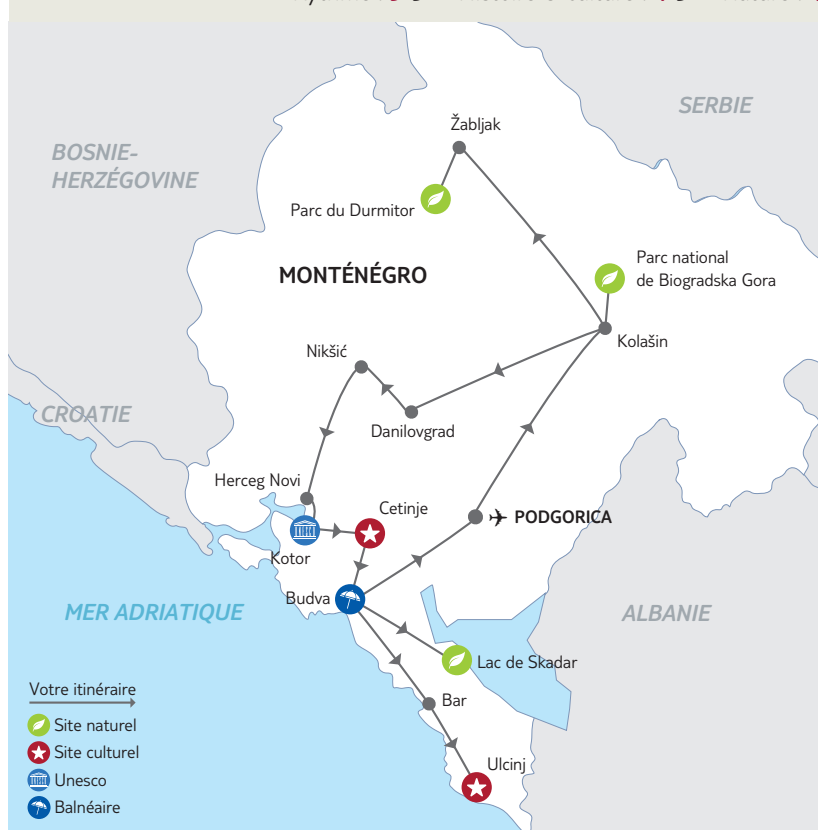 SERBIE
Žabljak
BOSNIE-
HERZÉGOVINE
Parc du Durmitor
Parc national
de Biogradska Gora
MONTÉNÉGRO
Kolašin
Nikšić
CROATIE
Danilovgrad
Herceg Novi
Cetinje
PODGORICA
UNESCO
Kotor
Budva
MER ADRIATIQUE
ALBANIE
Lac de Skadar
Votre itinéraire
Bar
Site naturel
Site culturel
Ulcinj
Unesco
Balnéaire